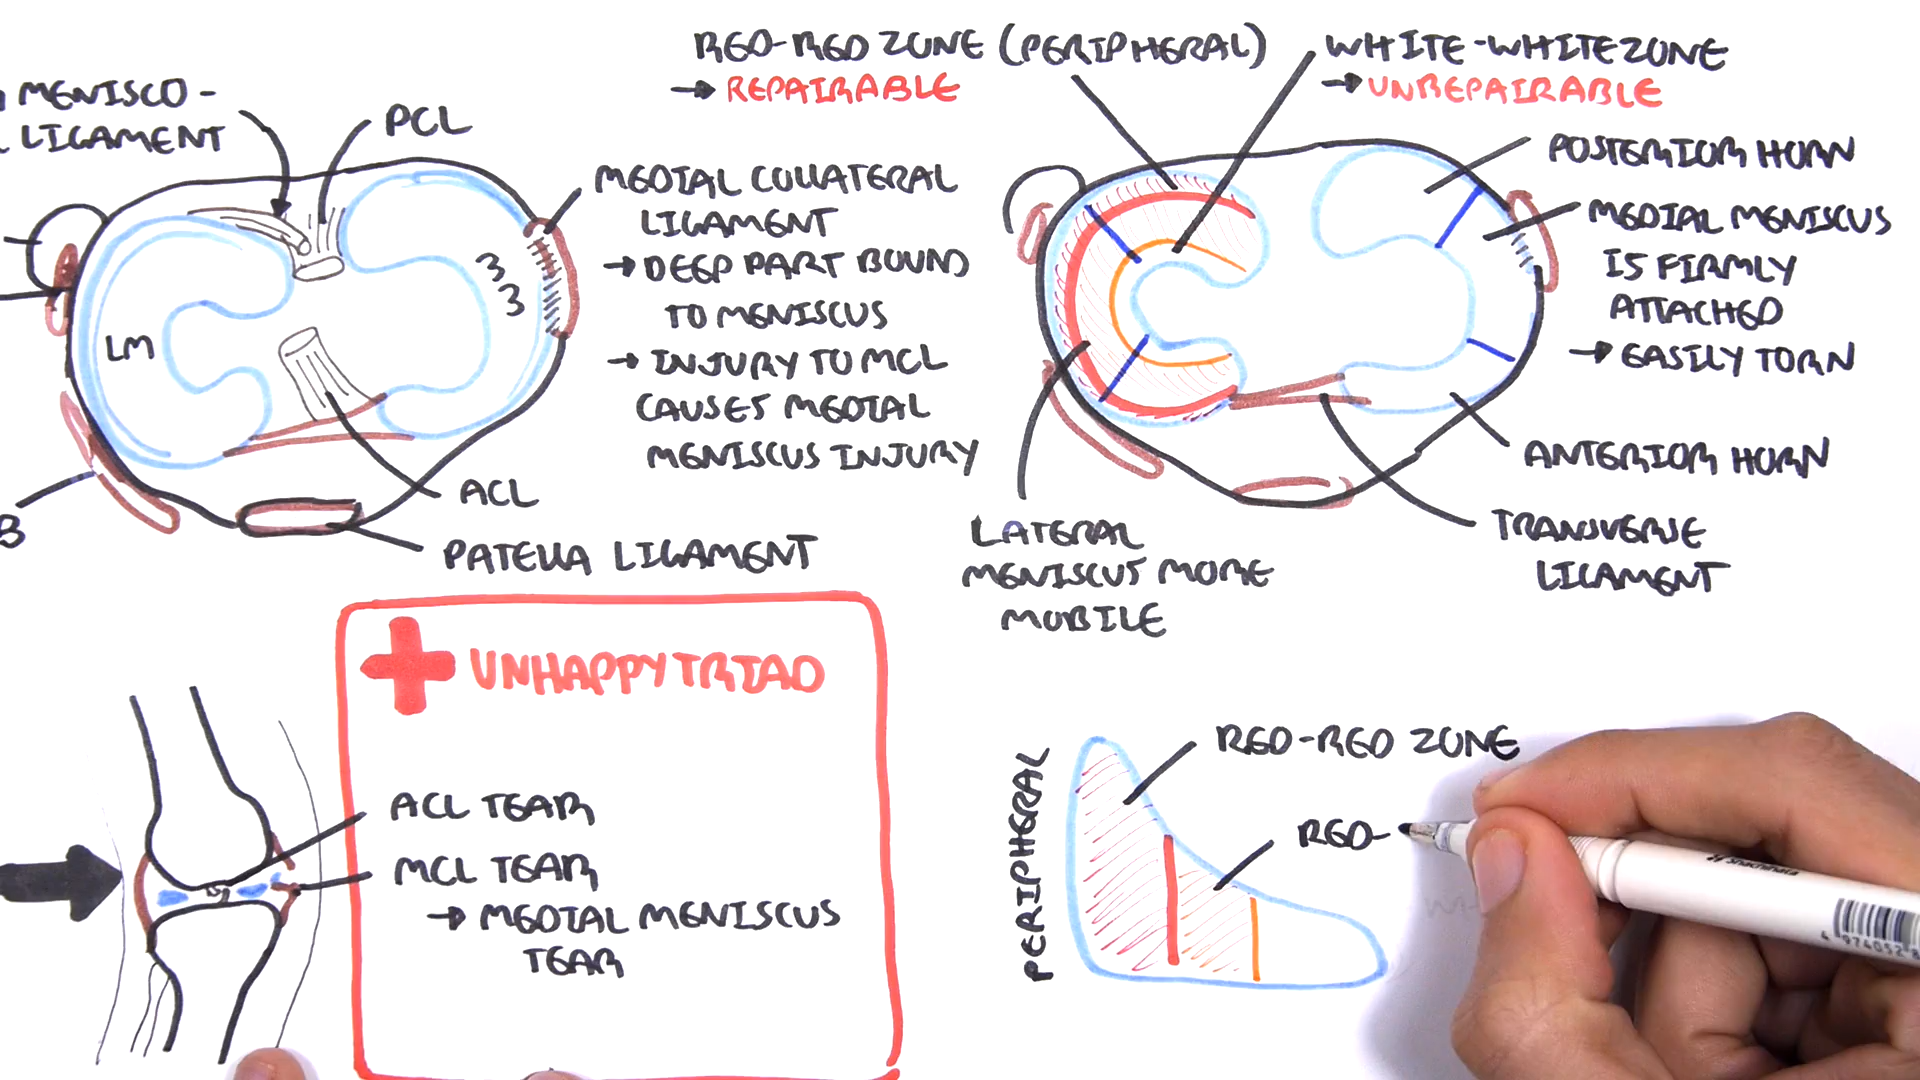 MENISCO-
LIGAMENT
PCL
MEDIAL COLLATERAL
LIGAMENT
→ DEEP PART BOUND
TO MENISCUS
→ INJURY TO MCL
CAUSES MEDIAL
MENISCUS INJURY
LM
ACL
PATELLA LIGAMENT
B
RED-RED ZONE (PERIPHERAL)
→ REPAIRABLE
WHITE-WHITE ZONE
→ UNREPAIRABLE
POSTERIOR HORN
MEDIAL MENISCUS
IS FIRMLY
ATTACHED
→ EASILY TORN
ANTERIOR HORN
TRANSVERSE
LIGAMENT
LATERAL
MENISCUS MORE
MOBILE
UNHAPPY TRIAD
ACL TEAR
MCL TEAR
→ MEDIAL MENISCUS
TEAR
PERIPHERAL
RED-RED ZONE
RED-